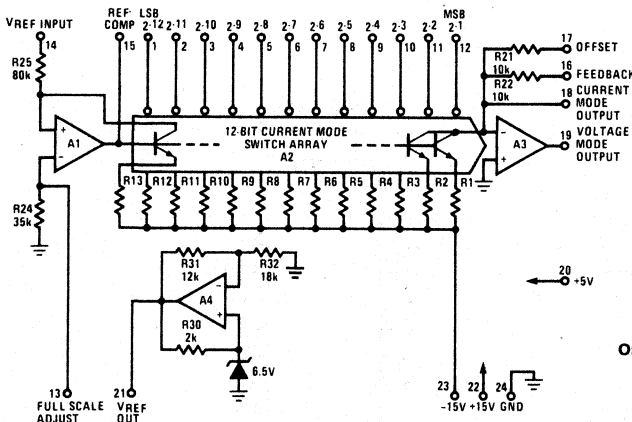 VREF INPUT
14
REF-
COMP
15
LSB
2-12
1
2-11
2
2-10
3
2-9
4
2-8
5
2-7
6
2-6
7
2-5
8
2-4
9
2-3
10
2-2
11
MSB
2-1
12
17
OFFSET
R21
10k
16
FEEDBACK
R22
10k
18
CURRENT
MODE
OUTPUT
19
VOLTAGE
MODE
OUTPUT
R25
80k
+
A1
−
12-BIT CURRENT MODE
SWITCH ARRAY
A2
−
A3
+
R13
R12
R11
R10
R9
R8
R7
R6
R5
R4
R3
R2
R1
R24
35k
R31
12k
R32
18k
−
A4
+
R30
2k
6.5V
20
+5V
O
13
FULL SCALE
ADJUST
21
VREF
OUT
23
-15V
22
+15V
24
GND